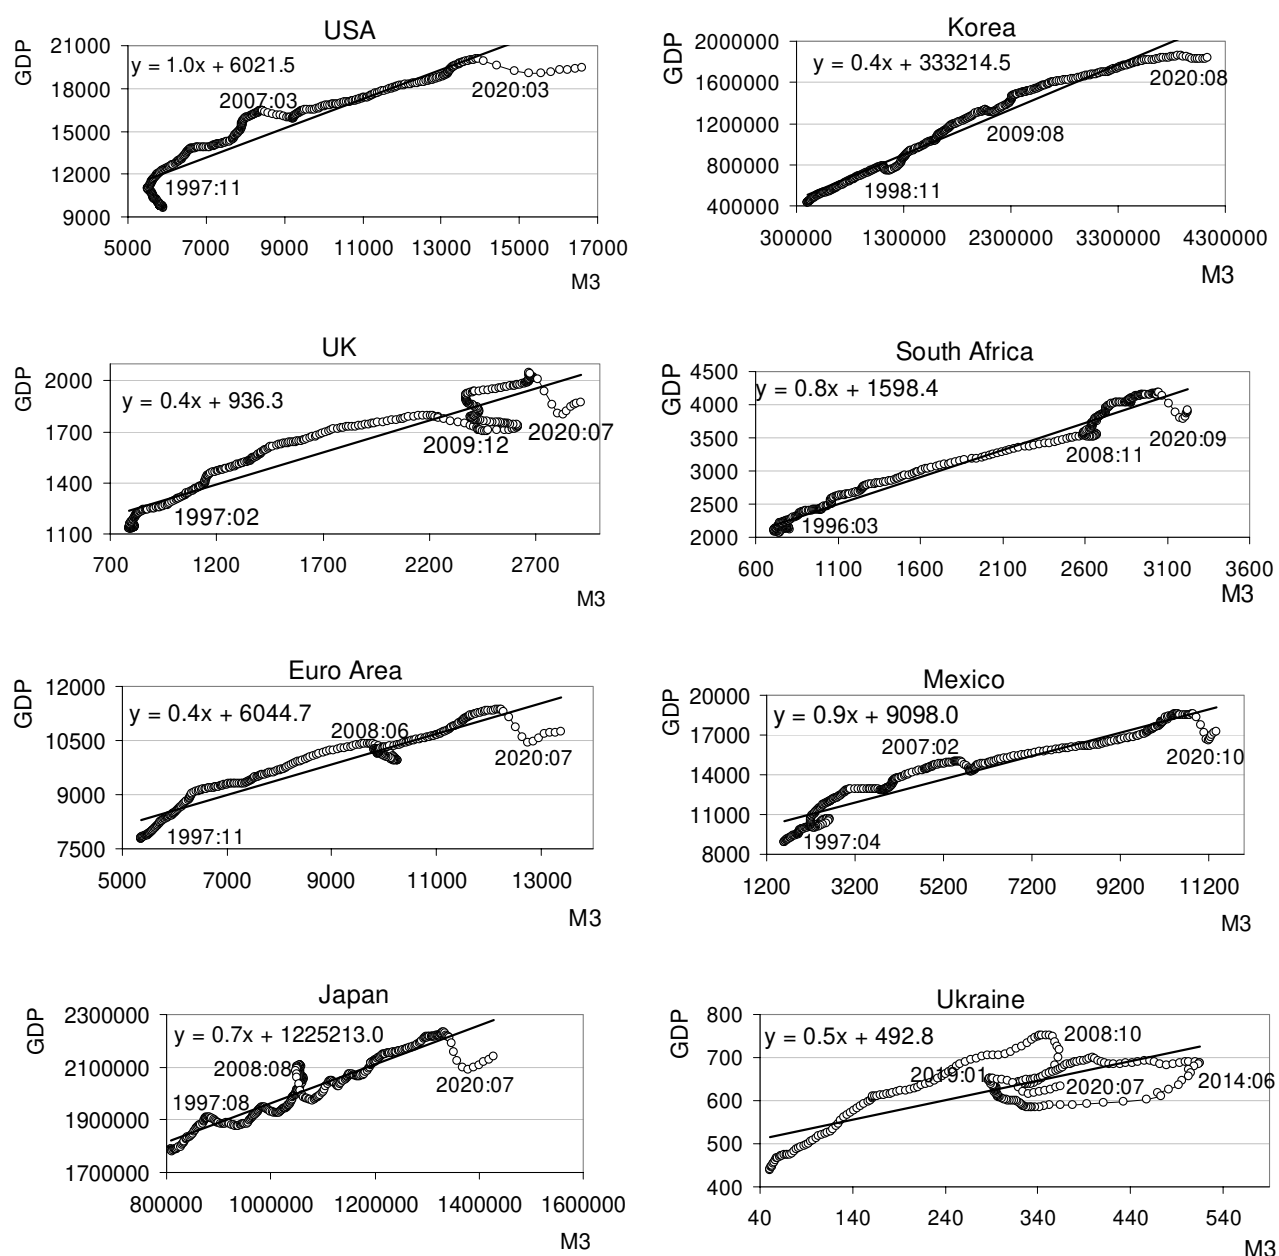 USA
GDP
21000
y = 1.0x + 6021.5
18000
2007:03
2020:03
15000
12000
1997:11
9000
5000 7000 9000 11000 13000 15000 17000
M3
Korea
GDP
2000000
y = 0.4x + 333214.5
1600000
2020:08
1200000
2009:08
800000
1998:11
400000
300000 1300000 2300000 3300000 4300000
M3
UK
GDP
2000
y = 0.4x + 936.3
1700
2009:12
2020:07
1400
1997:02
1100
700 1200 1700 2200 2700
M3
South Africa
GDP
4500
y = 0.8x + 1598.4
4000
3500
2020:09
2008:11
3000
2500
1996:03
2000
600 1100 1600 2100 2600 3100 3600
M3
Euro Area
GDP
12000
y = 0.4x + 6044.7
2008:06
10500
2020:07
9000
1997:11
7500
5000 7000 9000 11000 13000
M3
Mexico
GDP
20000
y = 0.9x + 9098.0
17000
2007:02
2020:10
14000
11000
1997:04
8000
1200 3200 5200 7200 9200 11200
M3
Japan
GDP
2300000
y = 0.7x + 1225213.0
2100000
2008:08
2020:07
1997:08
1900000
1700000
800000 1000000 1200000 1400000 1600000
M3
Ukraine
GDP
800
y = 0.5x + 492.8
2008:10
700
2019:01
2020:07
2014:06
600
500
400
40 140 240 340 440 540
M3